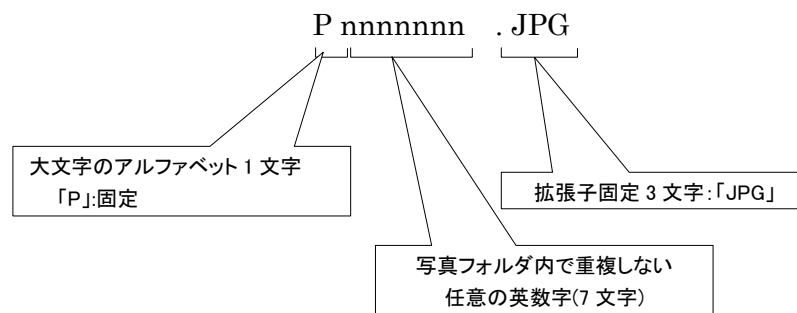 P nnnnnnn .JPG
大文字のアルファベット 1 文字
「P」:固定
拡張子固定 3 文字:「JPG」
写真フォルダ内で重複しない
任意の英数字(7 文字)